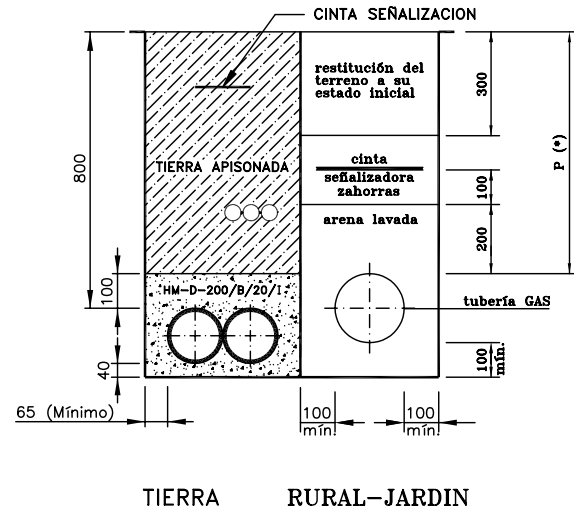 CINTA SEÑALIZACION
restitución del
terreno a su
estado inicial
300
800
P (*)
TIERRA APISONADA
cinta
señalizadora
zahorras
100
arena lavada
200
100
HM-D-200/B/20/I
tubería GAS
40
100
mín.
65 (Mínimo)
100
mín.
100
mín.
TIERRA
RURAL-JARDIN